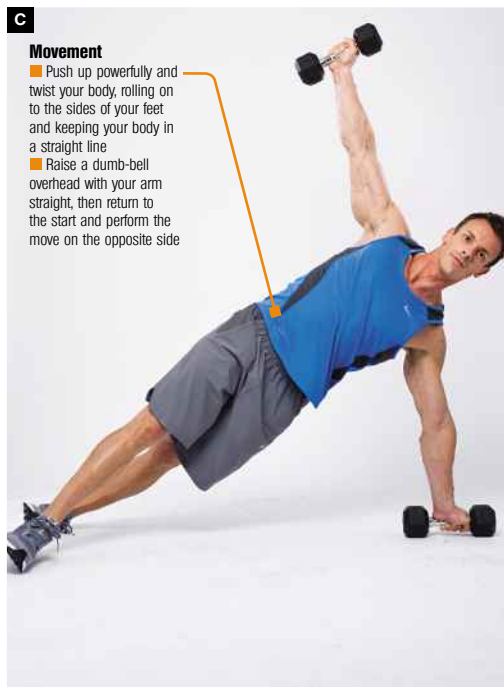 C
Movement
Push up powerfully and
twist your body, rolling on
to the sides of your feet
and keeping your body in
a straight line
Raise a dumb-bell
overhead with your arm
straight, then return to
the start and perform the
move on the opposite side